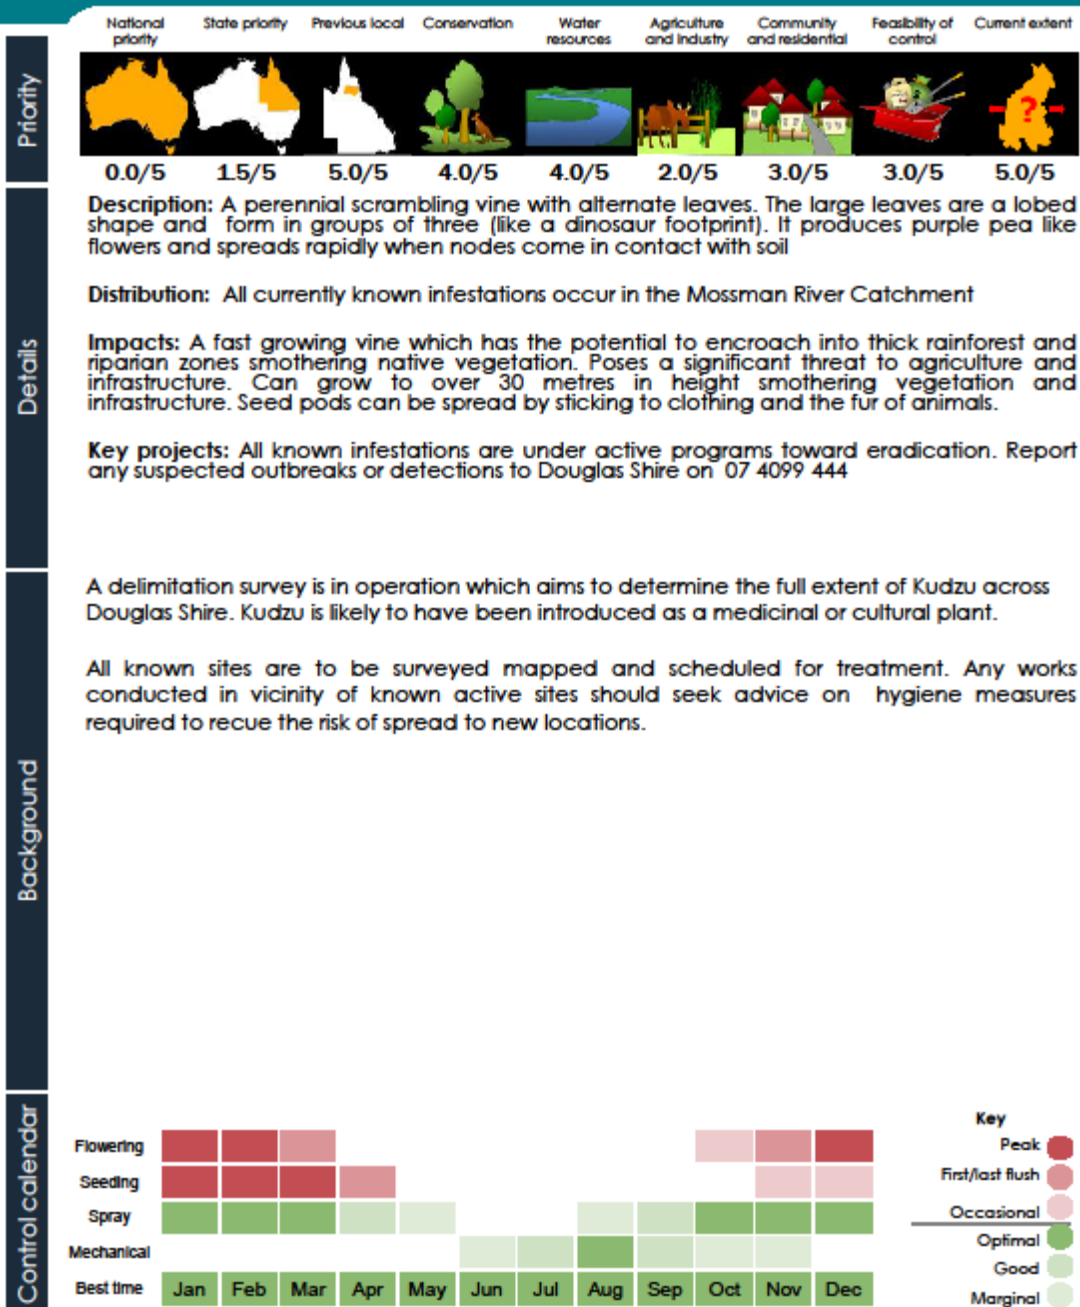 National priority
State priority
Previous local
Conservation
Water resources
Agriculture and industry
Community and residential
Feasibility of control
Current extent
Priority
?
0.0/5 1.5/5 5.0/5 4.0/5 4.0/5 2.0/5 3.0/5 3.0/5 5.0/5
Details
Description: A perennial scrambling vine with alternate leaves. The large leaves are a lobed
shape and form in groups of three (like a dinosaur footprint). It produces purple pea like
flowers and spreads rapidly when nodes come in contact with soil
Distribution: All currently known infestations occur in the Mossman River Catchment
Impacts: A fast growing vine which has the potential to encroach into thick rainforest and
riparian zones smothering native vegetation. Poses a significant threat to agriculture and
infrastructure. Can grow to over 30 metres in height smothering vegetation and
infrastructure. Seed pods can be spread by sticking to clothing and the fur of animals.
Key projects: All known infestations are under active programs toward eradication. Report
any suspected outbreaks or detections to Douglas Shire on 07 4099 444
Background
A delimitation survey is in operation which aims to determine the full extent of Kudzu across
Douglas Shire. Kudzu is likely to have been introduced as a medicinal or cultural plant.
All known sites are to be surveyed mapped and scheduled for treatment. Any works
conducted in vicinity of known active sites should seek advice on hygiene measures
required to recue the risk of spread to new locations.
Control calendar
Flowering
Seeding
Spray
Mechanical
Best time Jan Feb Mar Apr May Jun Jul Aug Sep Oct Nov Dec
Key
Peak
First/last flush
Occasional
Optimal
Good
Marginal